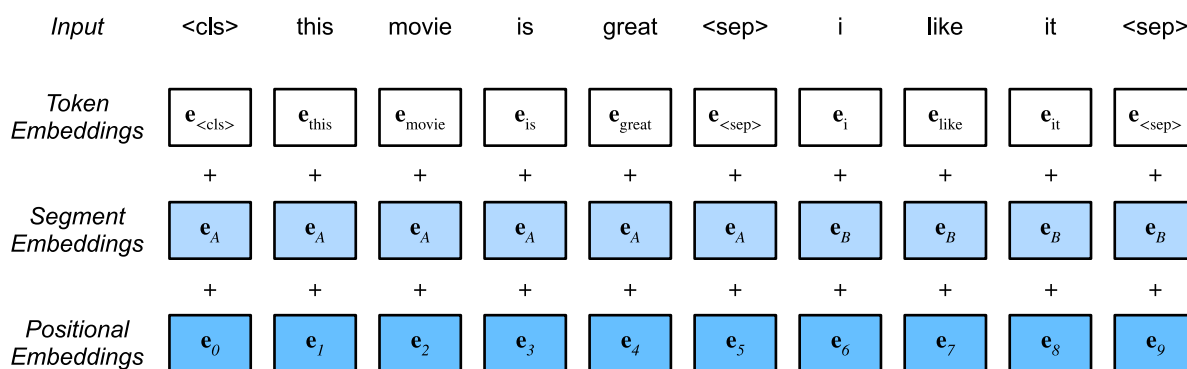 Input <cls> this movie is great <sep> i like it <sep>
Token Embeddings e<cls> ethis emovie eis egreat e<sep> ei elike eit e<sep>
+ + + + + + + + + +
Segment Embeddings eA eA eA eA eA eA eB eB eB eB
+ + + + + + + + + +
Positional Embeddings e0 e1 e2 e3 e4 e5 e6 e7 e8 e9